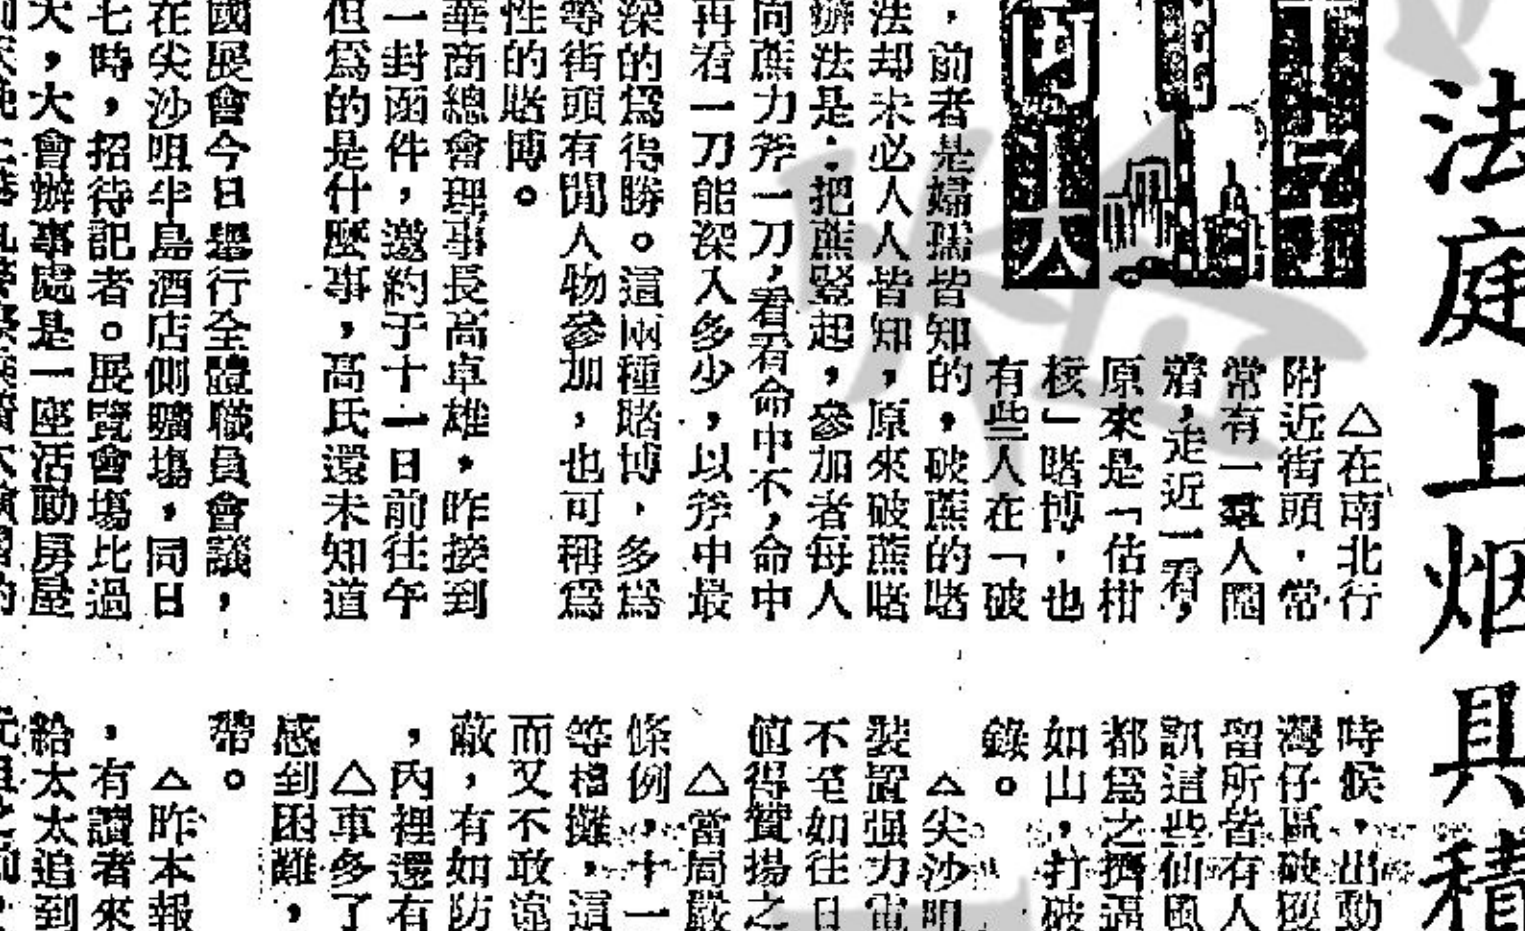 法庭上烟具積
十字
街
△在南北行
附近街頭，常
常有一羣人圍
着，走近一看，
原來是「估柑
核」賭博，也
有些人在「破
，前者是婦孺皆知的，破蔗的賭
法却未必人人皆知，原來破蔗賭
辦法是：把蔗竪起，參加者每人
向蔗力斧一刀，看看命中不，命中
再看一刀能深入多少，以斧中最
深的爲得勝。這兩種賭博，多爲
等街頭有閒人物參加，也可稱爲
性的賭博。
華商總會理事長高卓雄，昨接到
一封函件，邀約于十一日前往午
但爲的是什麼事，高氏還未知道
國展會今日舉行全體職員會議，
在尖沙咀半島酒店側曠塲，同日
七時，招待記者。展覽會塲比過
大，大會辦事處是一座活動房屋
時候，出動
灣仔區破獲
留所皆有人
訊這些仙風
都爲之擠逼
如山，打破
錄。
△尖沙咀
裝置强力電
不至如往日
值得贊揚之
△當局嚴
條例，十一
等檔攤，這
而又不敢遠
蔽，有如防
，內裡還有
△車多了
感到困難，
帶。
△昨本報
，有讀者來
給太太追到